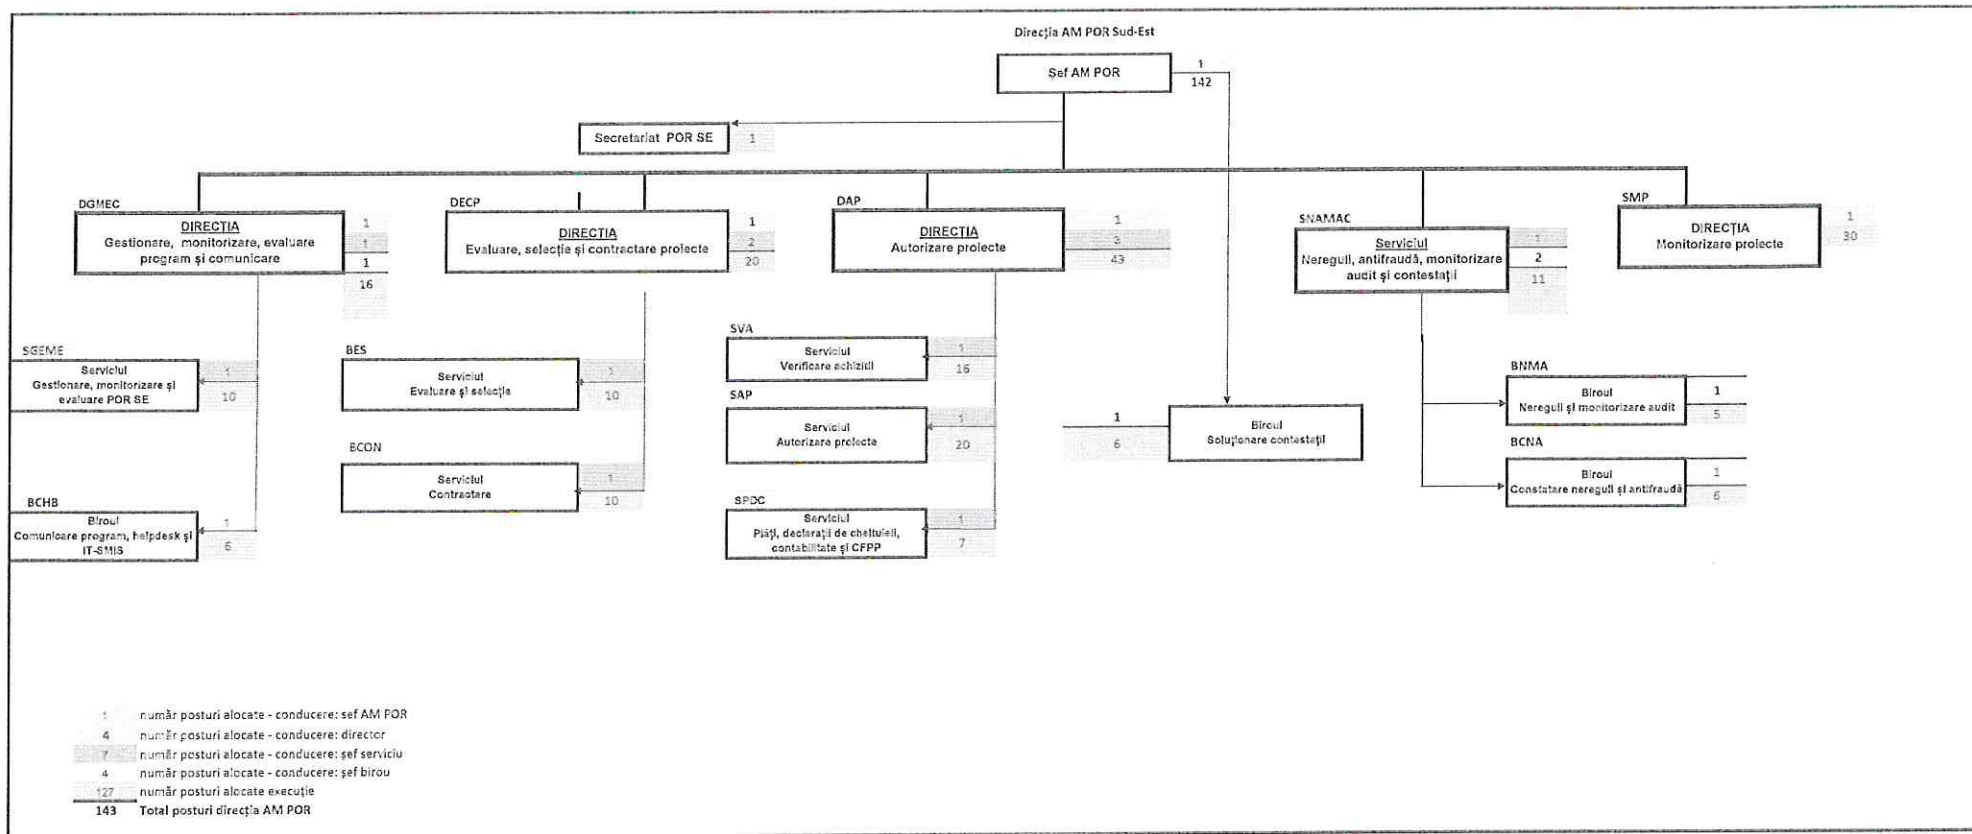 Direcția AM POR Sud-Est
Șef AM POR
1
142
Secretariat POR SE
1
DGMEC
DIRECȚIA
Gestionare, monitorizare, evaluare
program și comunicare
1
1
1
16
DECP
DIRECȚIA
Evaluare, selecție și contractare proiecte
1
2
20
DAP
DIRECȚIA
Autorizare proiecte
1
3
43
SNAMAC
Serviciul
Nereguli, antifraudă, monitorizare
audit și contestații
1
2
11
SMP
DIRECȚIA
Monitorizare proiecte
1
30
SGEME
Serviciul
Gestionare, monitorizare și
evaluare POR SE
1
10
BCHB
Biroul
Comunicare program, helpdesk și
IT-SMIS
1
6
BES
Serviciul
Evaluare și selecție
1
10
BCON
Serviciul
Contractare
1
10
SVA
Serviciul
Verificare achizitii
1
16
SAP
Serviciul
Autorizare proiecte
1
20
SPDC
Serviciul
Plăți, declarații de cheltuieli,
contabilitate și CFPP
1
7
1
6
Biroul
Soluționare contestații
BNMA
Biroul
Nereguli și monitorizare audit
1
5
BCNA
Biroul
Constatare nereguli și antifraudă
1
6
1 număr posturi alocate - conducere: șef AM POR
4 număr posturi alocate - conducere: director
7 număr posturi alocate - conducere: șef serviciu
4 număr posturi alocate - conducere: șef birou
127 număr posturi alocate execuție
143 Total posturi direcția AM POR